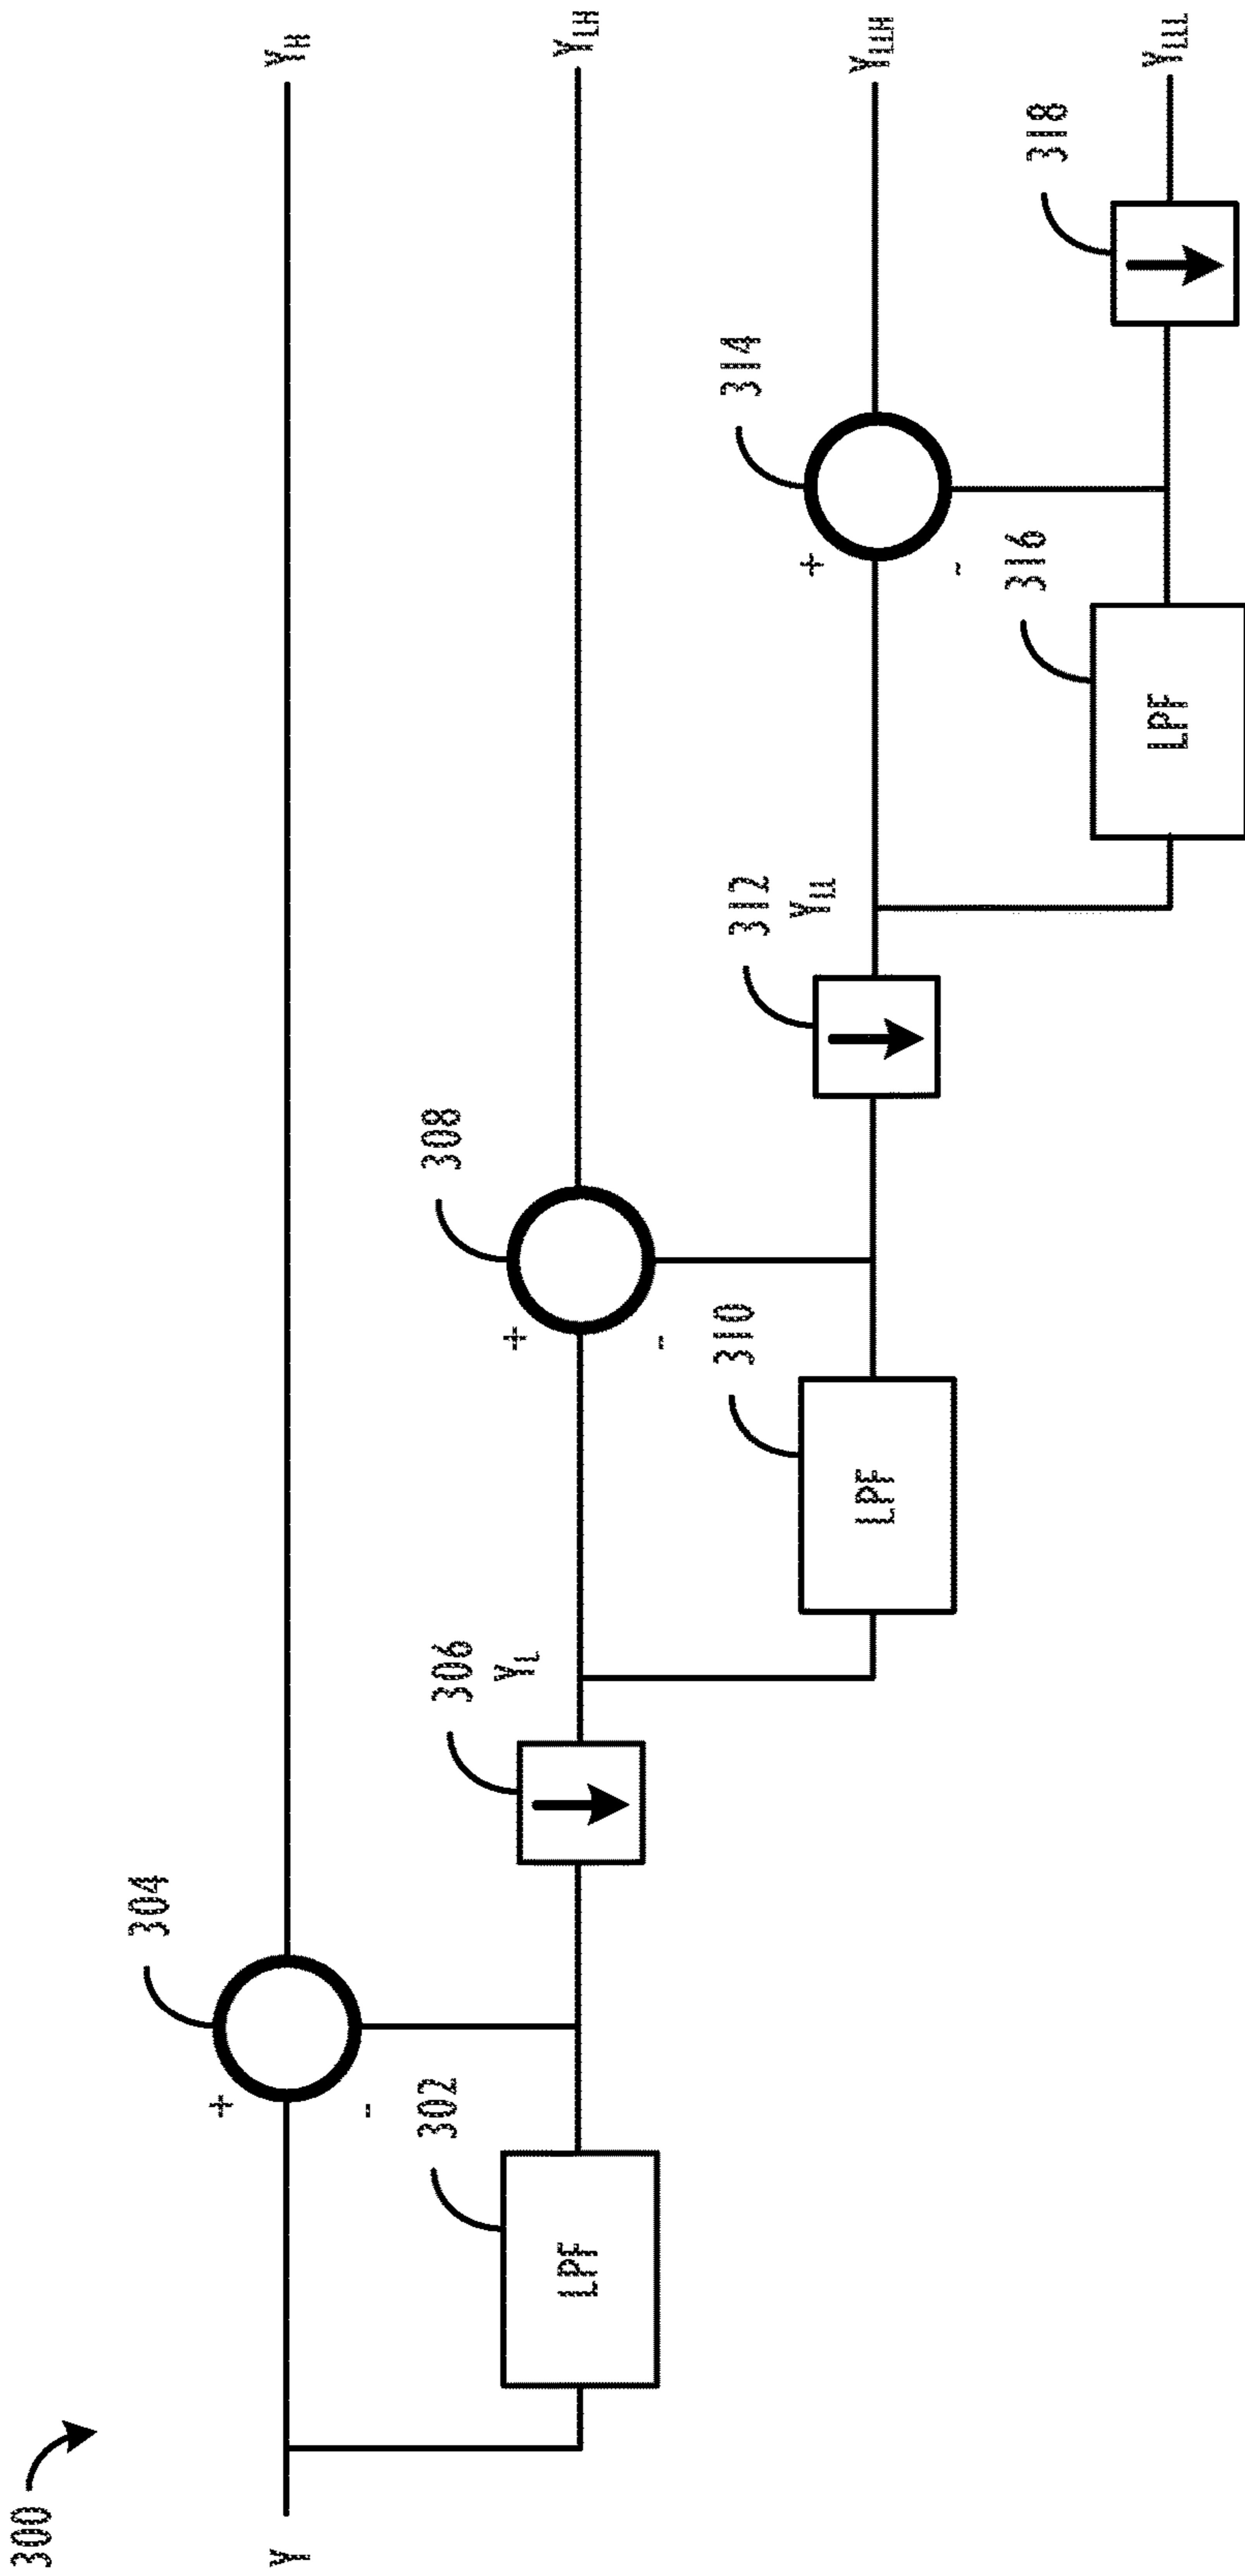 300
Y
304
+
-
Y_H
302
LPF
306
Y_L
308
+
-
Y_LH
310
LPF
312
Y_LL
314
+
-
Y_LLH
316
LPF
318
Y_LLL